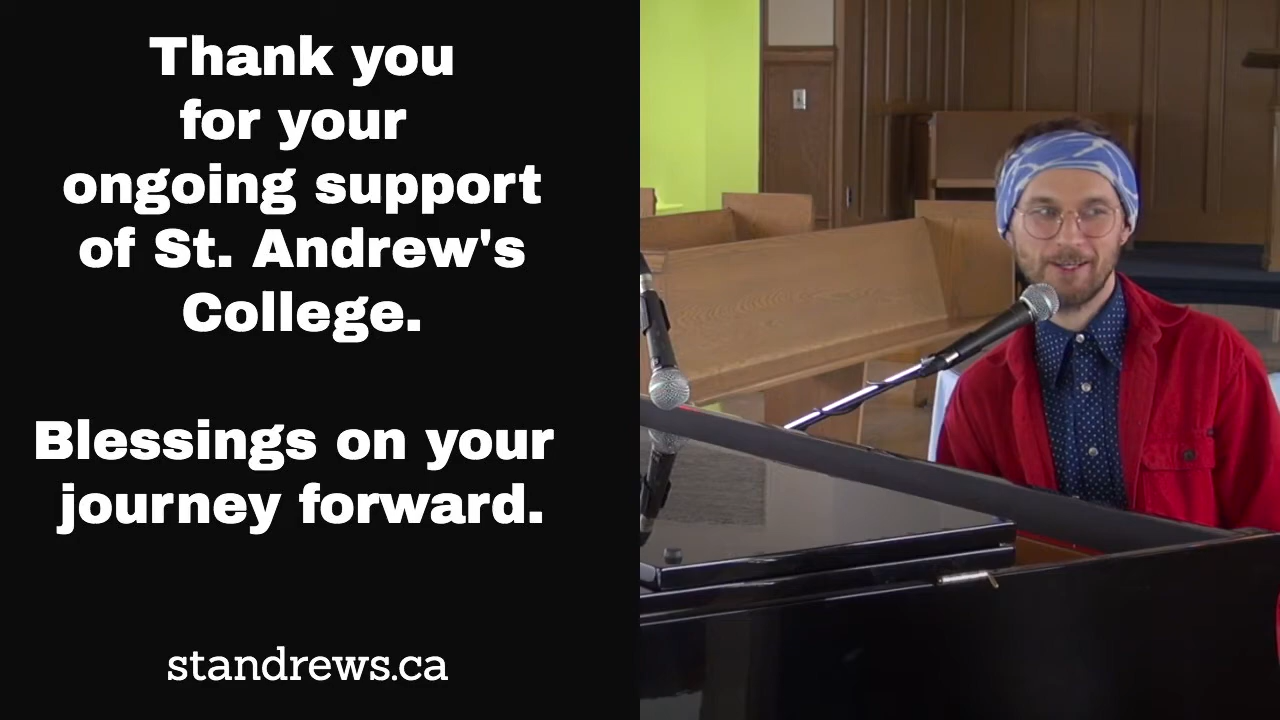 Thank you
for your
ongoing support
of St. Andrew's
College.
Blessings on your
journey forward.
standrews.ca